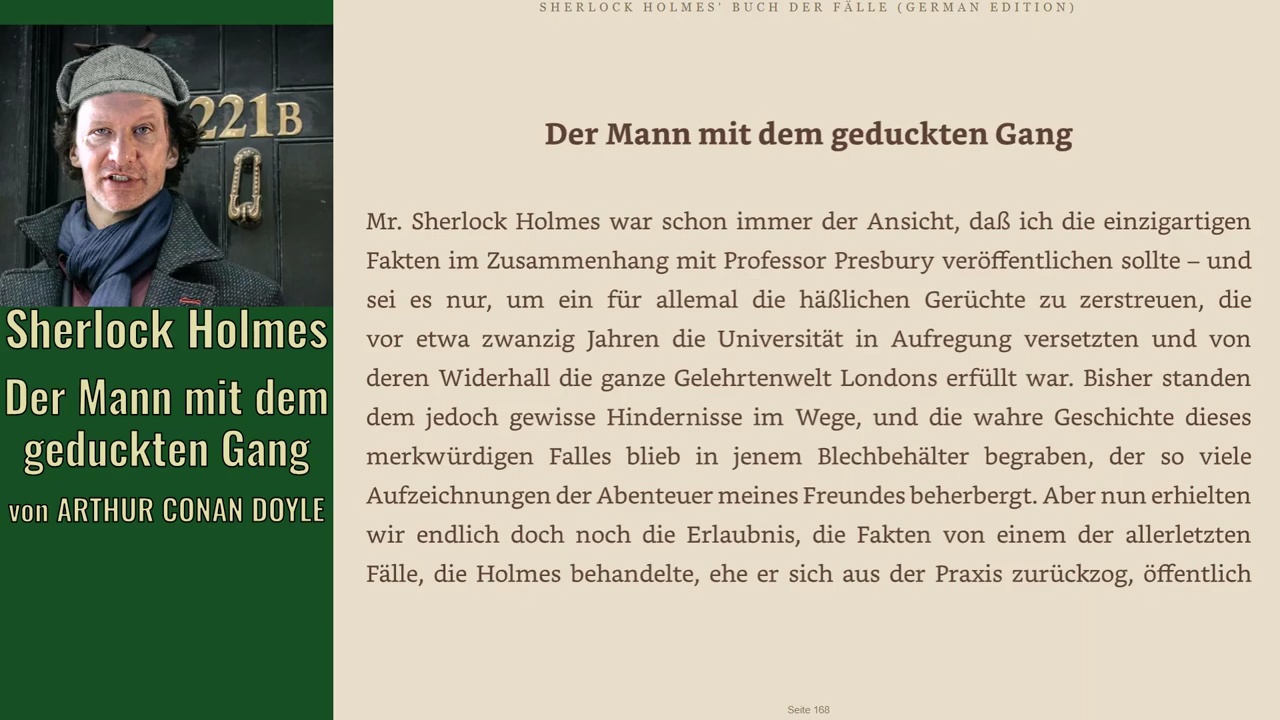 221B
Sherlock Holmes
Der Mann mit dem
geduckten Gang
von ARTHUR CONAN DOYLE
SHERLOCK HOLMES' BUCH DER FÄLLE (GERMAN EDITION)
Der Mann mit dem geduckten Gang
Mr. Sherlock Holmes war schon immer der Ansicht, daß ich die einzigartigen
Fakten im Zusammenhang mit Professor Presbury veröffentlichen sollte – und
sei es nur, um ein für allemal die häßlichen Gerüchte zu zerstreuen, die
vor etwa zwanzig Jahren die Universität in Aufregung versetzten und von
deren Widerhall die ganze Gelehrtenwelt Londons erfüllt war. Bisher standen
dem jedoch gewisse Hindernisse im Wege, und die wahre Geschichte dieses
merkwürdigen Falles blieb in jenem Blechbehälter begraben, der so viele
Aufzeichnungen der Abenteuer meines Freundes beherbergt. Aber nun erhielten
wir endlich doch noch die Erlaubnis, die Fakten von einem der allerletzten
Fälle, die Holmes behandelte, ehe er sich aus der Praxis zurückzog, öffentlich
Seite 168